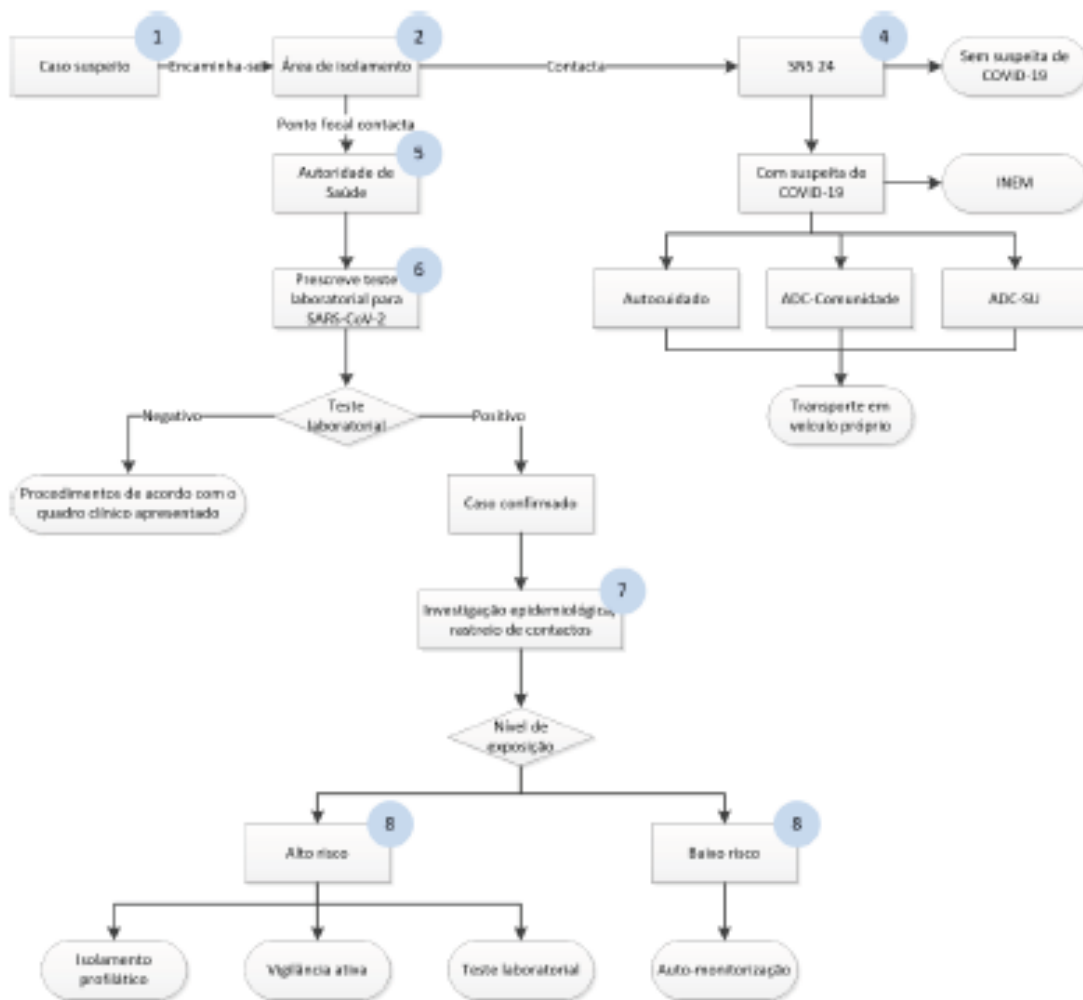 1
2
4
Caso suspeito
Encaminha-se
Área de isolamento
Contacta
SNS 24
Sem suspeita de
COVID-19
Ponto focal contacta
5
Autoridade de
Saúde
Com suspeita de
COVID-19
INEM
6
Prescreve teste
laboratorial para
SARS-CoV-2
Autocuidado
ADC-Comunidade
ADC-SU
Negativo
Teste
laboratorial
Positivo
Transporte em
veículo próprio
Procedimentos de acordo com o
quadro clínico apresentado
Caso confirmado
7
Investigação epidemiológica,
rastreio de contactos
Nível de
exposição
8
8
Alto risco
Baixo risco
Isolamento
profilático
Vigilância ativa
Teste laboratorial
Auto-monitorização